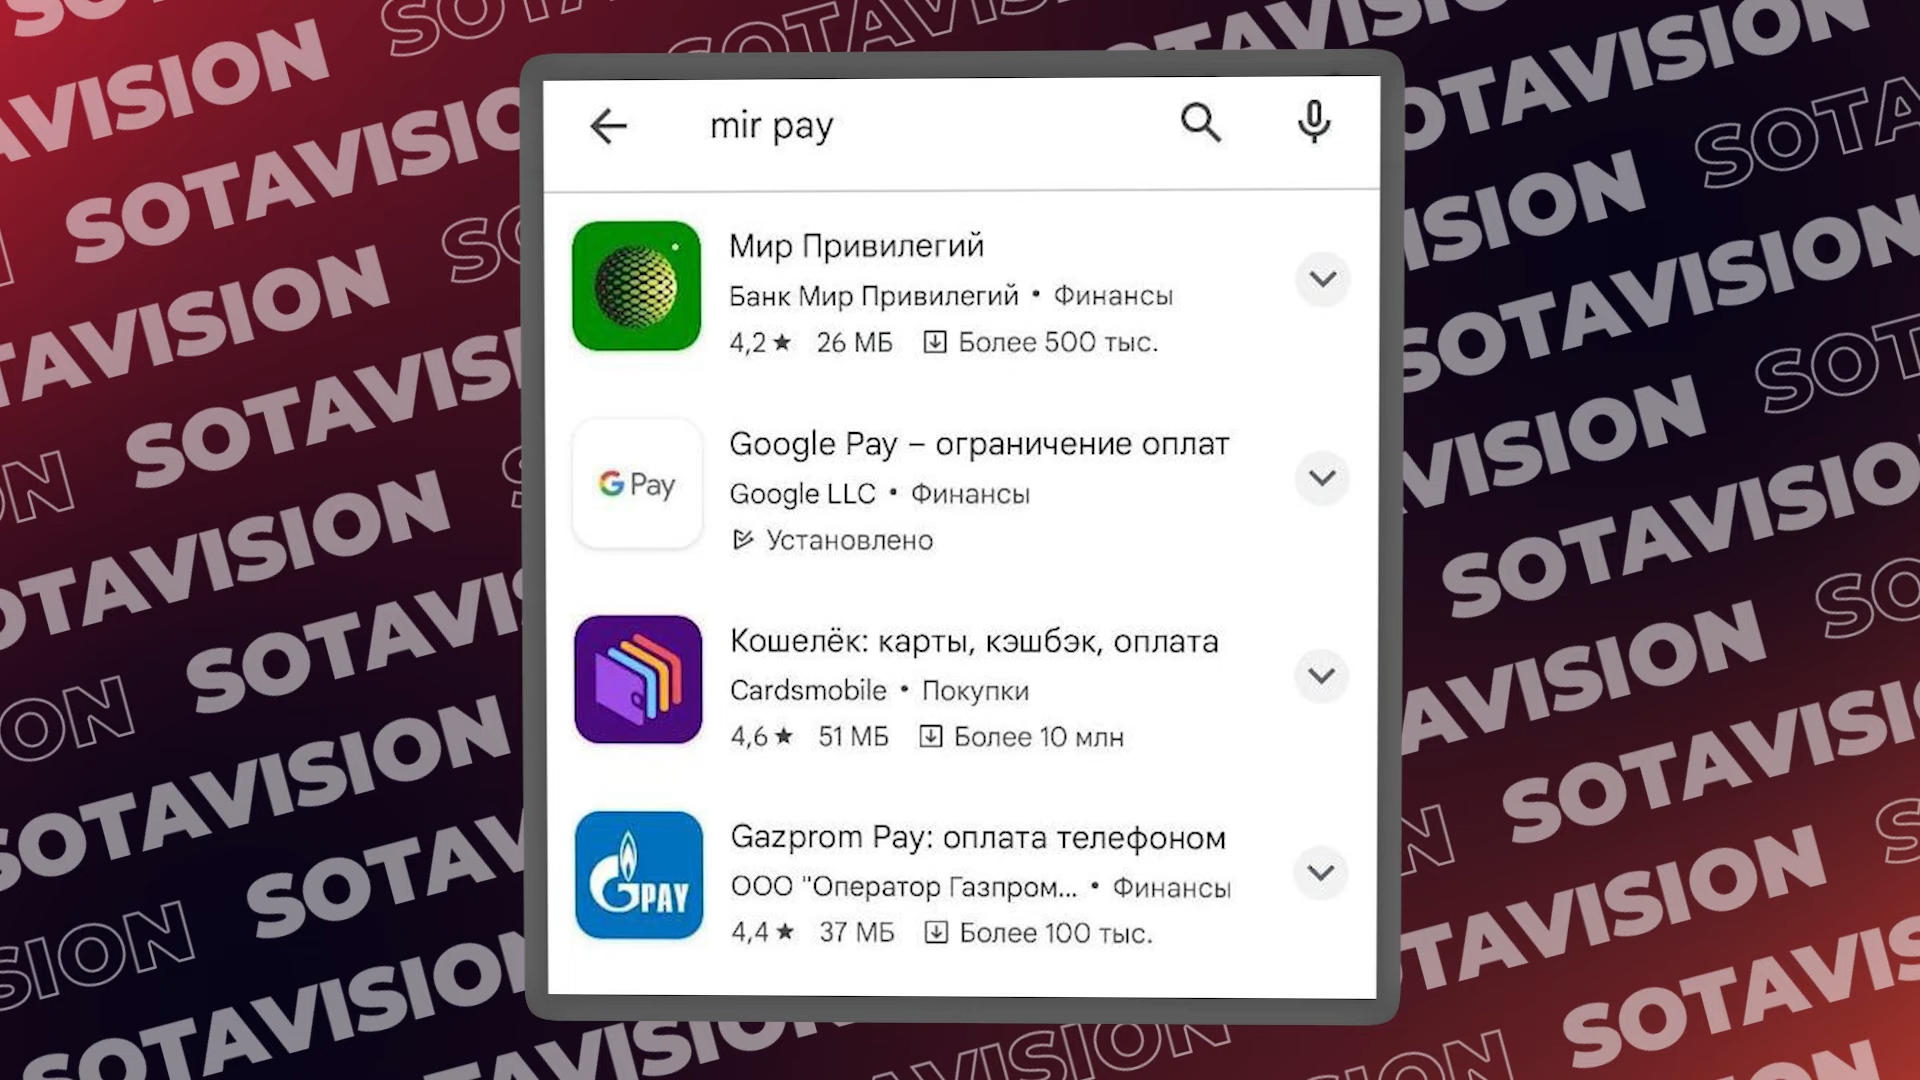 mir pay
Мир Привилегий
Банк Мир Привилегий • Финансы
4,2 ★ 26 МБ Более 500 тыс.
G Pay
Google Pay – ограничение оплат
Google LLC • Финансы
Установлено
Кошелёк: карты, кэшбэк, оплата
Cardsmobile • Покупки
4,6 ★ 51 МБ Более 10 млн
GPAY
Gazprom Pay: оплата телефоном
ООО "Оператор Газпром... • Финансы
4,4 ★ 37 МБ Более 100 тыс.
SOTAVISION